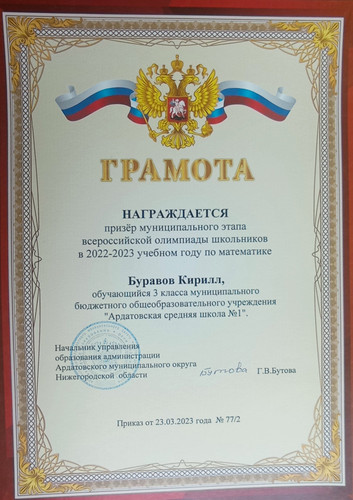 ГРАМОТА
НАГРАЖДАЕТСЯ
призёр муниципального этапа
всероссийской олимпиады школьников
в 2022-2023 учебном году по математике
Буравов Кирилл,
обучающийся 3 класса муниципального
бюджетного общеобразовательного учреждения
"Ардатовская средняя школа №1".
Начальник управления
образования администрации
Ардатовского муниципального округа
Нижегородской области
Бутова Г.В.Бутова
Приказ от 23.03.2023 года № 77/2